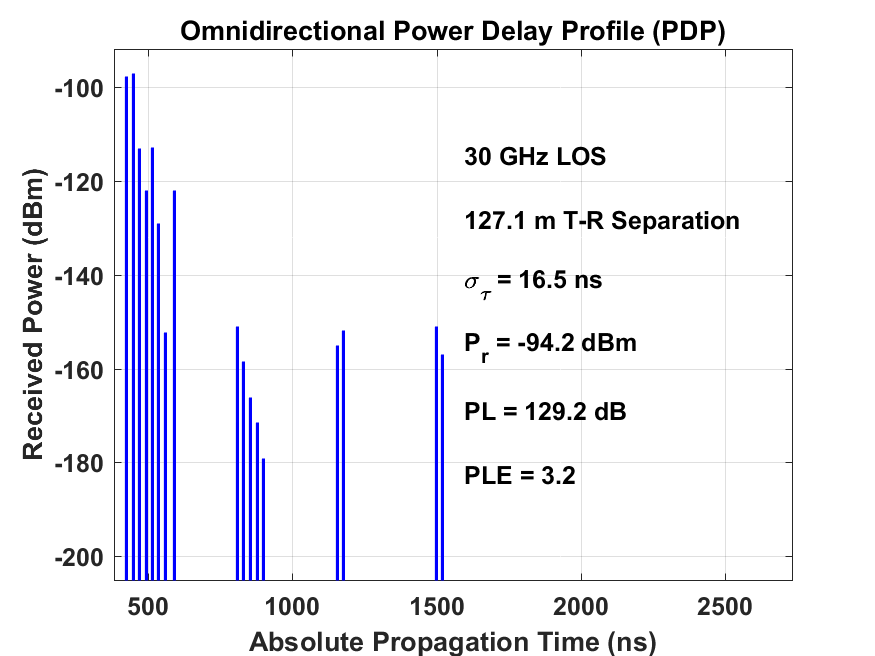 Omnidirectional Power Delay Profile (PDP)
Received Power (dBm)
-100
-120
-140
-160
-180
-200
30 GHz LOS
127.1 m T-R Separation
σ_τ = 16.5 ns
P_r = -94.2 dBm
PL = 129.2 dB
PLE = 3.2
500 1000 1500 2000 2500
Absolute Propagation Time (ns)